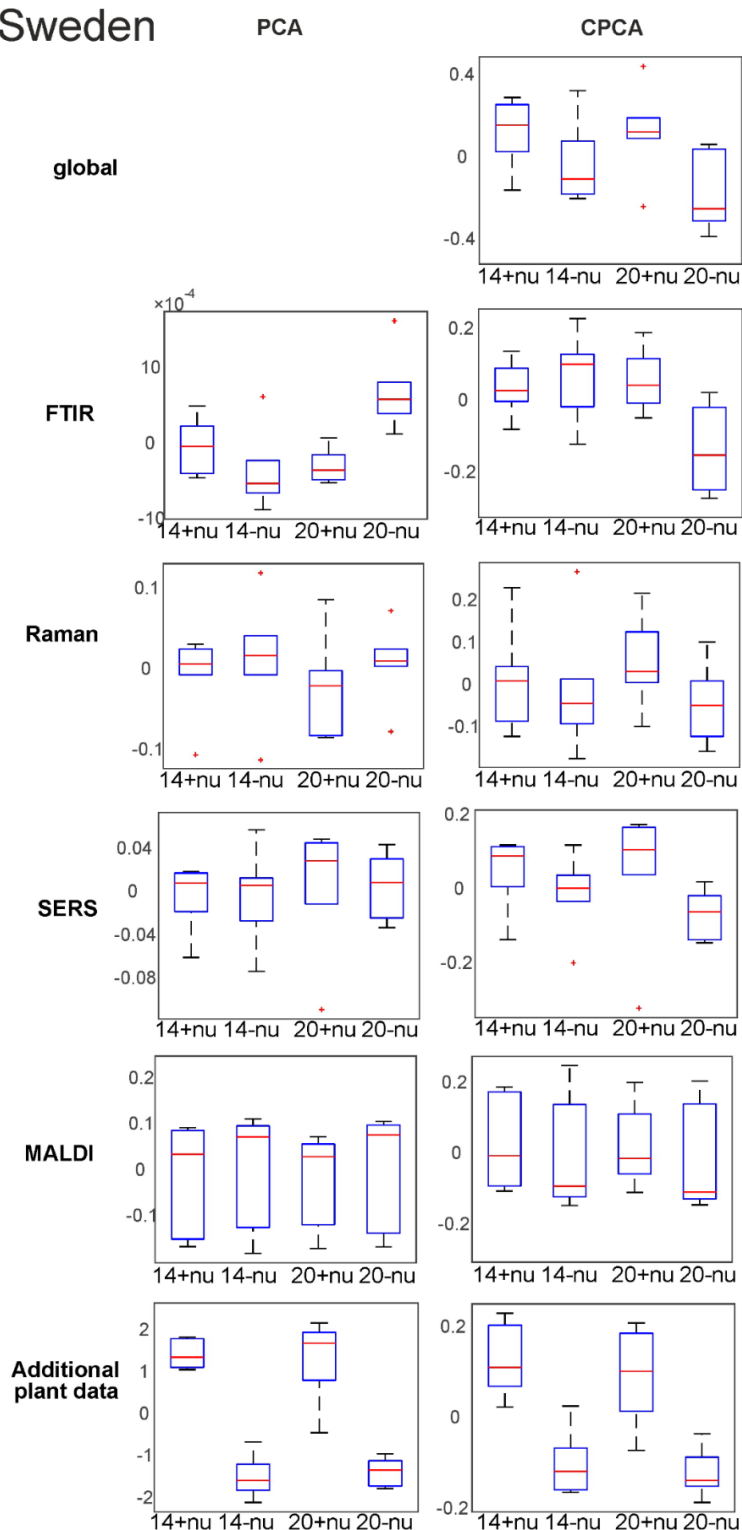 Sweden
PCA
CPCA
global
0.4
0
-0.4
14+nu 14-nu 20+nu 20-nu
FTIR
×10-4
10
0
-10
14+nu 14-nu 20+nu 20-nu
0.2
0
-0.2
14+nu 14-nu 20+nu 20-nu
Raman
0.1
0
-0.1
14+nu 14-nu 20+nu 20-nu
0.2
0.1
0
-0.1
14+nu 14-nu 20+nu 20-nu
SERS
0.04
0
-0.04
-0.08
14+nu 14-nu 20+nu 20-nu
0.2
0
-0.2
14+nu 14-nu 20+nu 20-nu
MALDI
0.2
0.1
0
-0.1
14+nu 14-nu 20+nu 20-nu
0.2
0
-0.2
14+nu 14-nu 20+nu 20-nu
Additional
plant data
2
1
0
-1
-2
14+nu 14-nu 20+nu 20-nu
0.2
0
-0.2
14+nu 14-nu 20+nu 20-nu